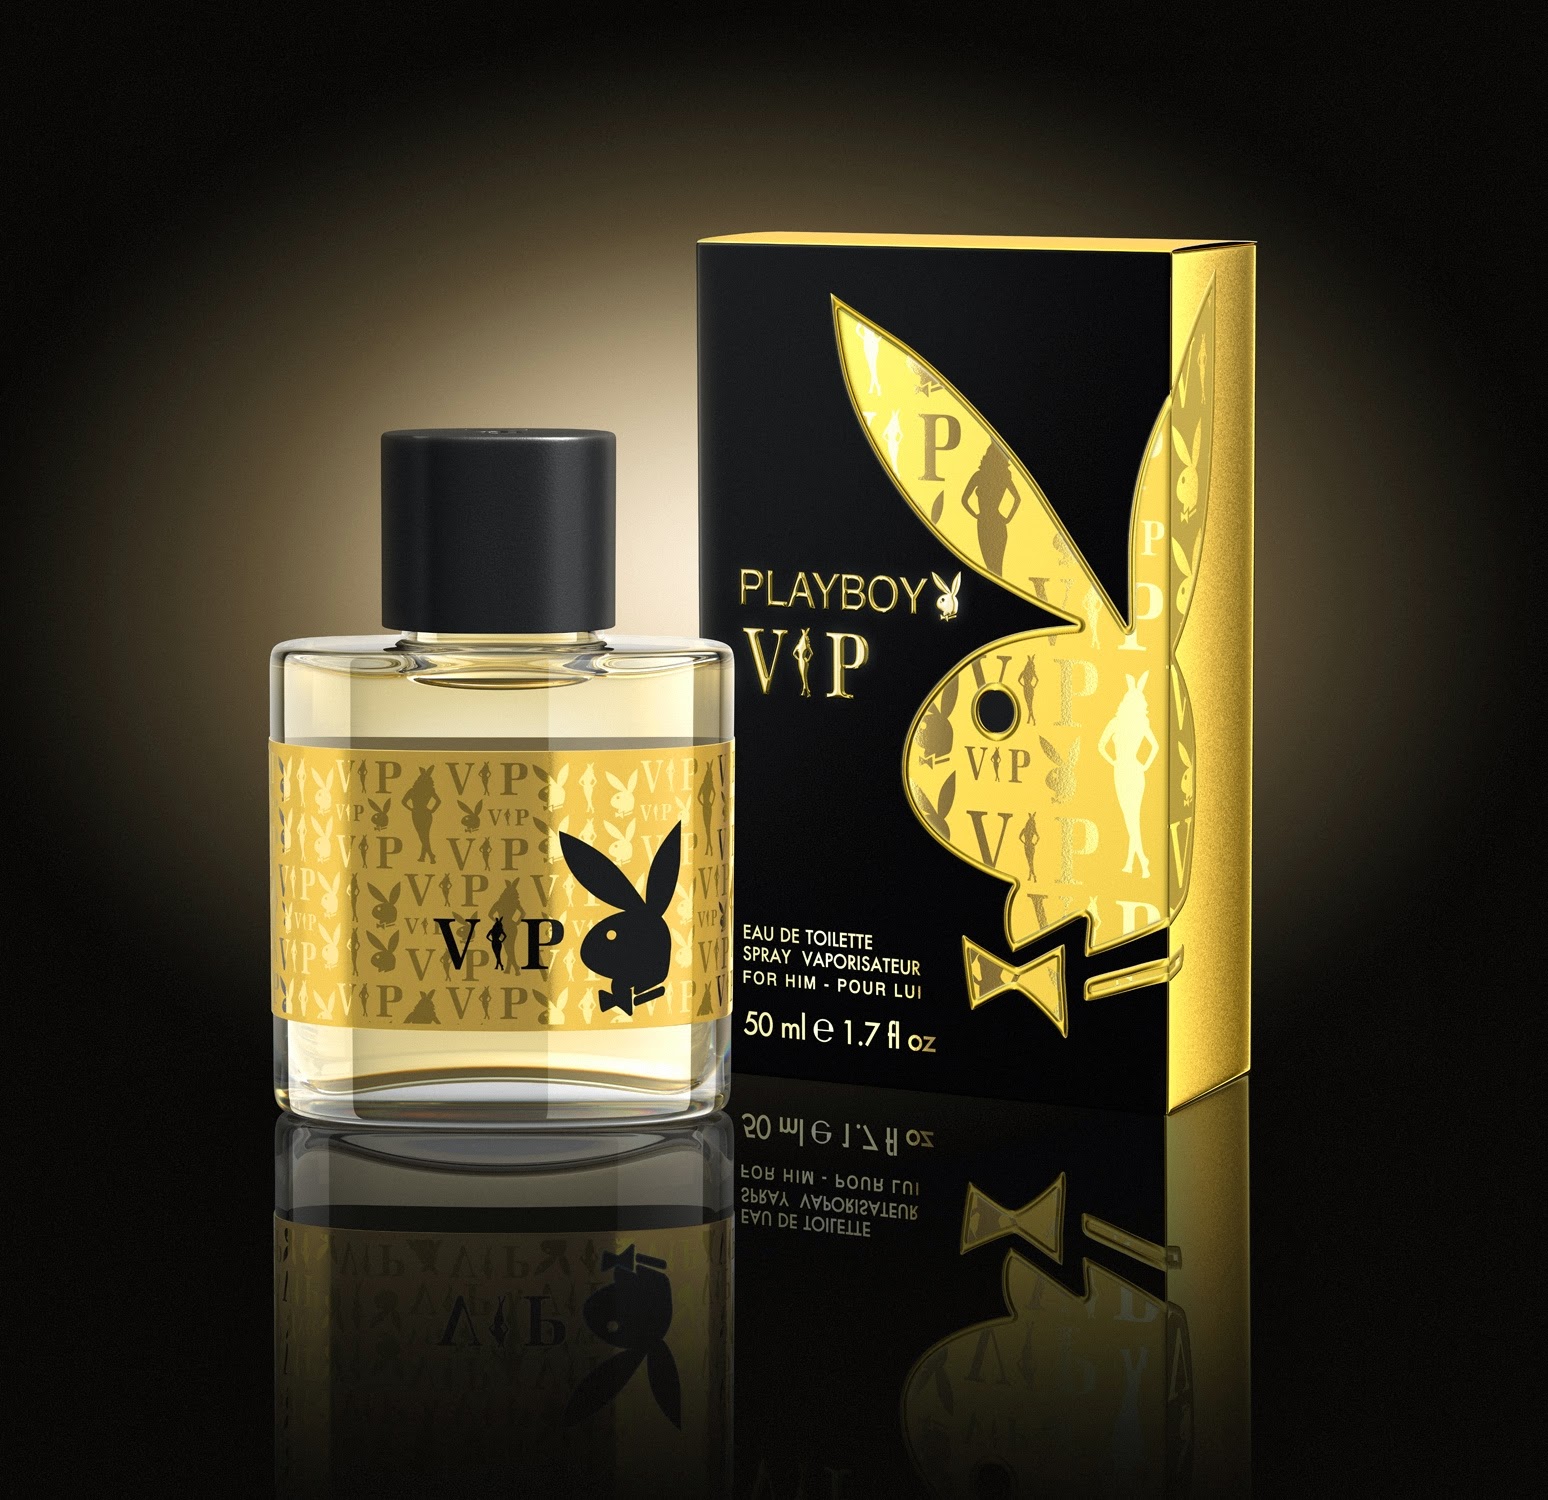 PLAYBOY
VIP
EAU DE TOILETTE
SPRAY VAPORISATEUR
FOR HIM - POUR LUI
50 ml e 1.7 fl oz
VIP